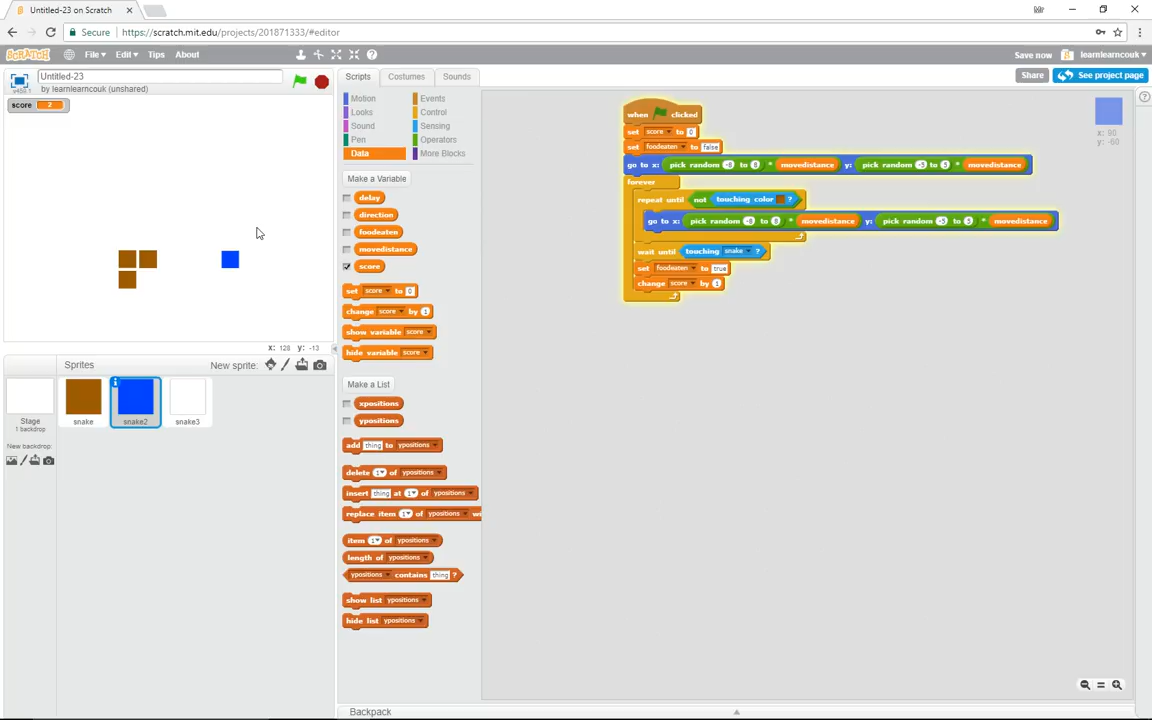 Untitled-23 on Scratch
Mr
Secure https://scratch.mit.edu/projects/201871333/#editor
SCRATCH File Edit Tips About Save now learnlearncouk
Untitled-23
by learnlearncouk (unshared)
v459.1
score 2
Scripts Costumes Sounds
Share See project page
Motion Events
Looks Control
Sound Sensing
Pen Operators
Data More Blocks
Make a Variable
delay
direction
foodeaten
movedistance
score
set score to 0
change score by 1
show variable score
hide variable score
Make a List
xpositions
ypositions
add thing to ypositions
delete 1 of ypositions
insert thing at 1 of ypositions
replace item 1 of ypositions wi
item 1 of ypositions
length of ypositions
ypositions contains thing ?
show list ypositions
hide list ypositions
when clicked
set score to 0
set foodeaten to false
go to x: pick random -8 to 8 * movedistance y: pick random -5 to 5 * movedistance
forever
repeat until not touching color ?
go to x: pick random -8 to 8 * movedistance y: pick random -5 to 5 * movedistance
wait until touching snake ?
set foodeaten to true
change score by 1
x: 90
y: -60
x: 128 y: -13
Sprites New sprite:
Stage
1 backdrop
New backdrop:
snake
snake2
snake3
Backpack